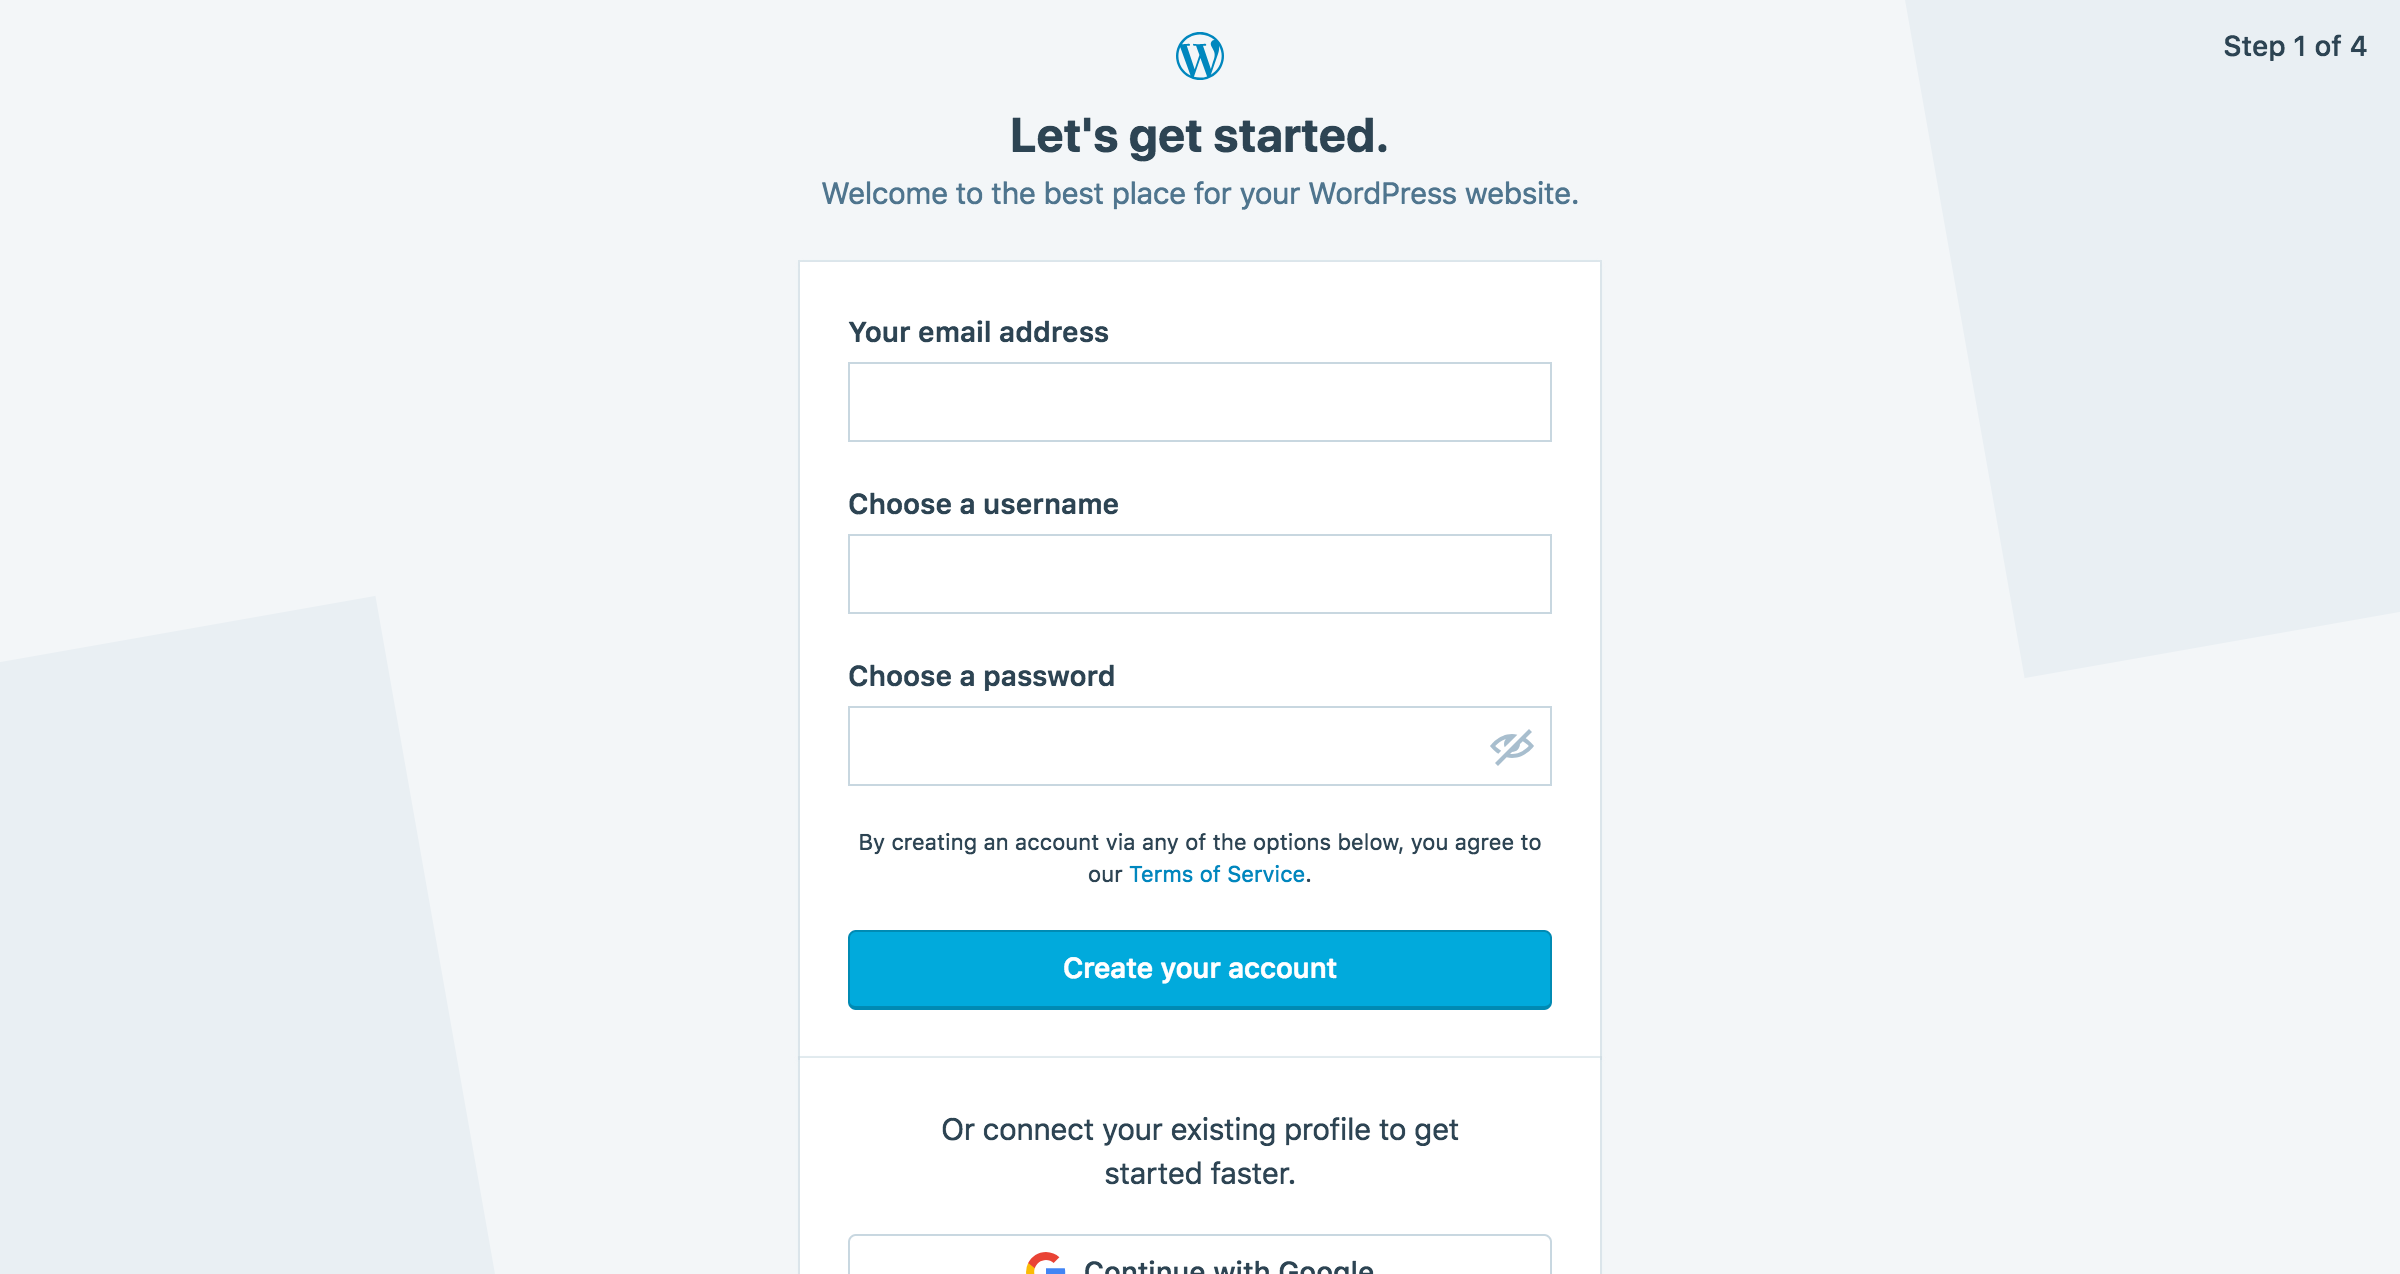 Step 1 of 4
Let's get started.
Welcome to the best place for your WordPress website.
Your email address
Choose a username
Choose a password
By creating an account via any of the options below, you agree to
our Terms of Service.
Create your account
Or connect your existing profile to get
started faster.
Continue with Google